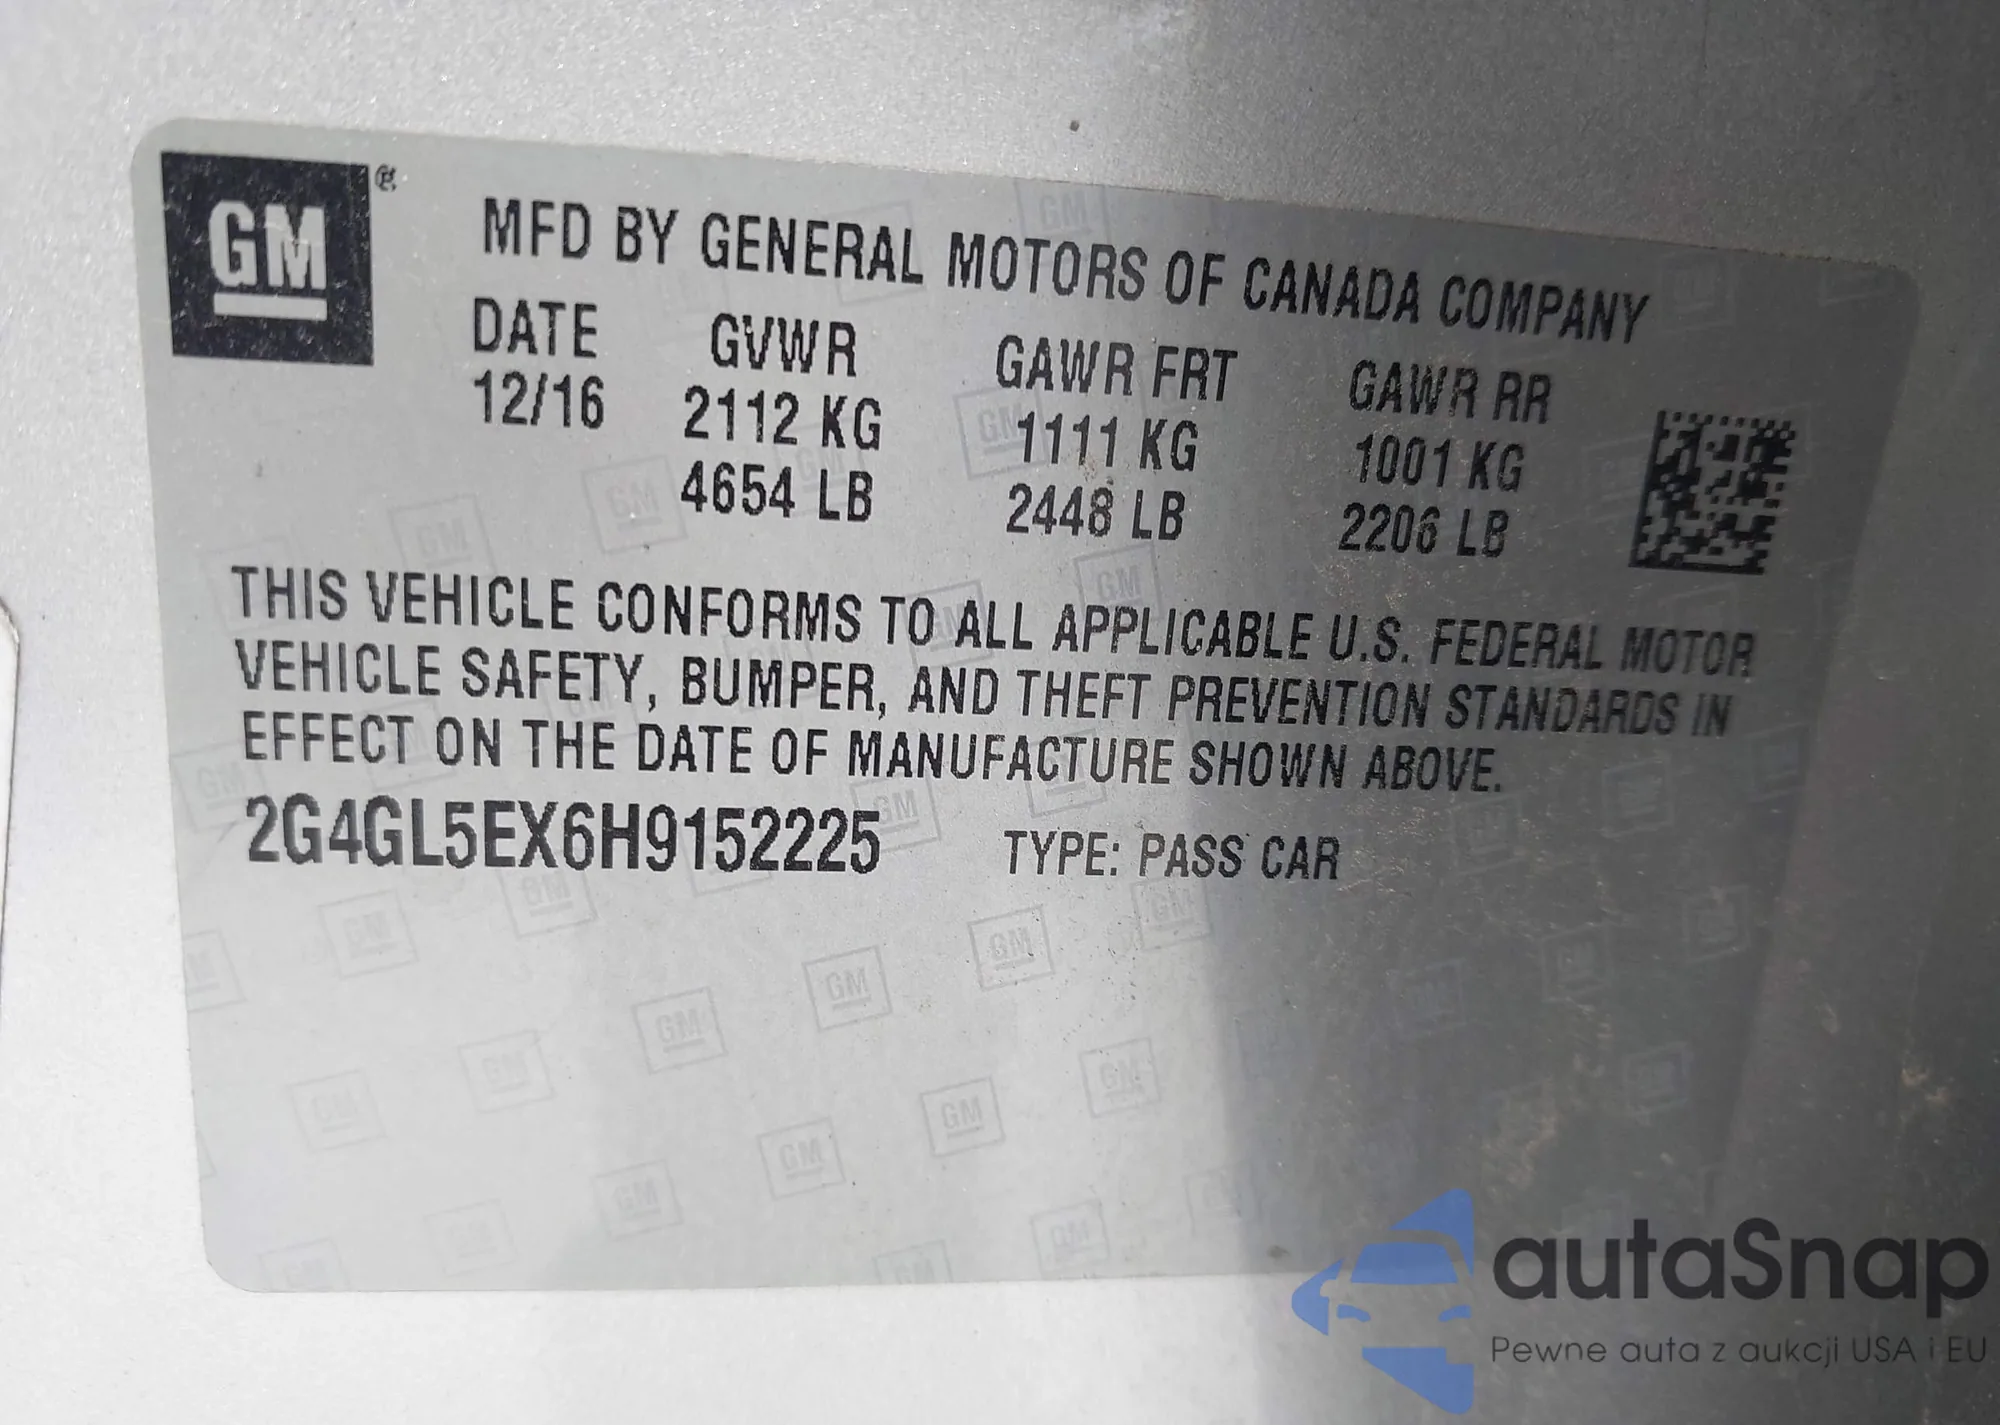 GM®
MFD BY GENERAL MOTORS OF CANADA COMPANY
DATE GVWR GAWR FRT GAWR RR
12/16 2112 KG 1111 KG 1001 KG
4654 LB 2448 LB 2206 LB
THIS VEHICLE CONFORMS TO ALL APPLICABLE U.S. FEDERAL MOTOR
VEHICLE SAFETY, BUMPER, AND THEFT PREVENTION STANDARDS IN
EFFECT ON THE DATE OF MANUFACTURE SHOWN ABOVE.
2G4GL5EX6H9152225 TYPE: PASS CAR
autaSnap
Pewne auta z aukcji USA i EU